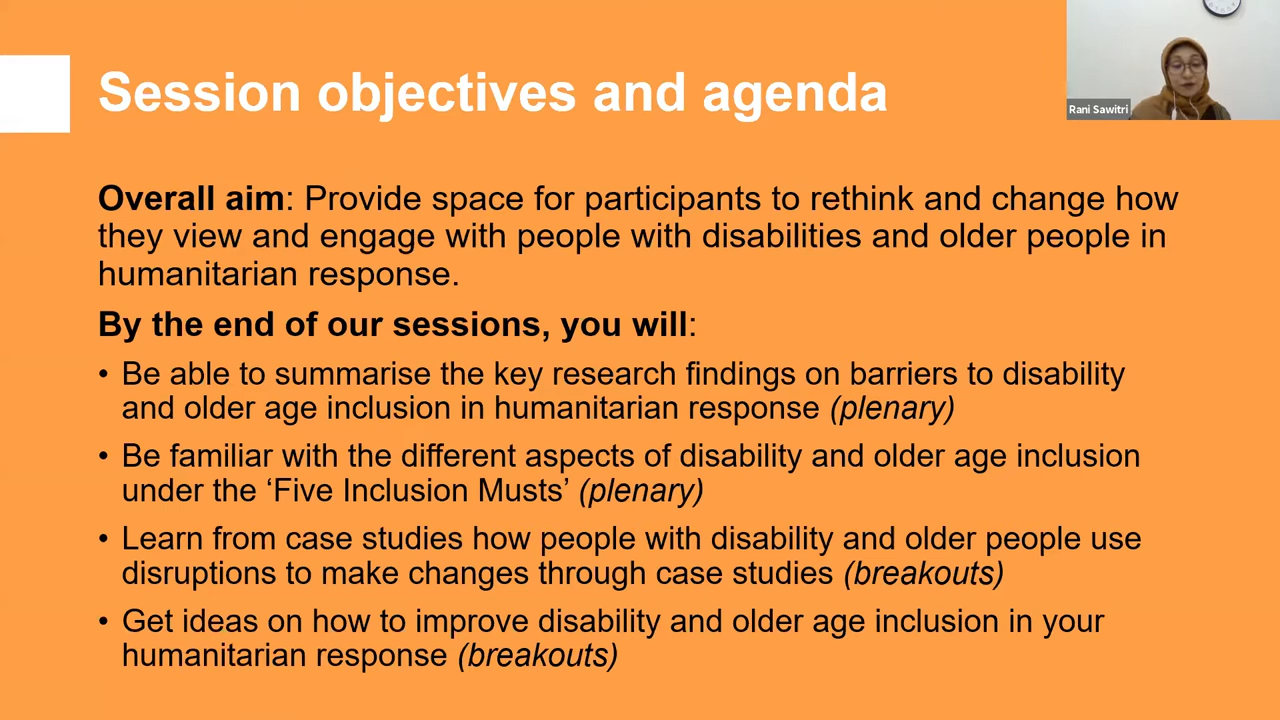 Session objectives and agenda
Rani Sawitri
Overall aim: Provide space for participants to rethink and change how
they view and engage with people with disabilities and older people in
humanitarian response.
By the end of our sessions, you will:
• Be able to summarise the key research findings on barriers to disability
and older age inclusion in humanitarian response (plenary)
• Be familiar with the different aspects of disability and older age inclusion
under the ‘Five Inclusion Musts’ (plenary)
• Learn from case studies how people with disability and older people use
disruptions to make changes through case studies (breakouts)
• Get ideas on how to improve disability and older age inclusion in your
humanitarian response (breakouts)